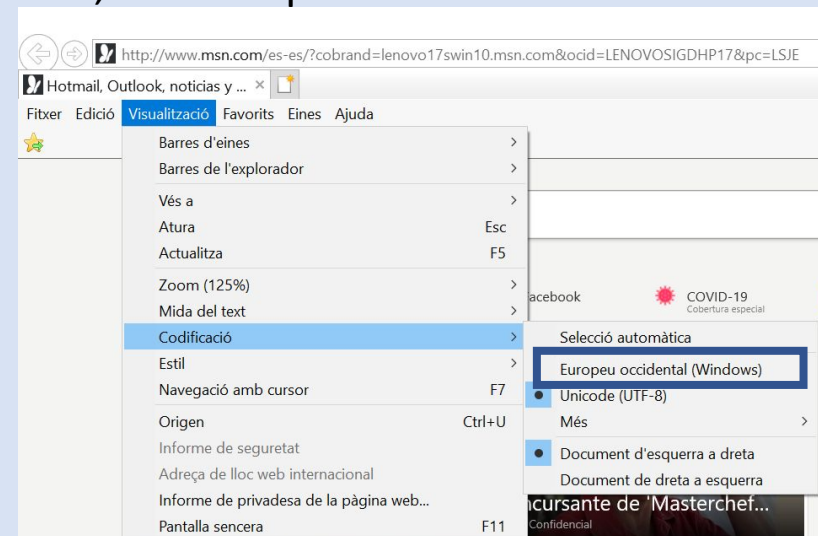 http://www.msn.com/es-es/?cobrand=lenovo17swin10.msn.com&ocid=LENOVOSIGDHP17&pc=LSJE
Hotmail, Outlook, noticias y ... ×
Fitxer Edició Visualització Favorits Eines Ajuda
Barres d'eines
Barres de l'explorador
Vés a
Atura Esc
Actualitza F5
Zoom (125%)
Mida del text
acebook COVID-19
Cobertura especial
Codificació
Selecció automàtica
Estil
Europeu occidental (Windows)
Navegació amb cursor F7
Unicode (UTF-8)
Origen Ctrl+U
Més
Informe de seguretat
Document d'esquerra a dreta
Adreça de lloc web internacional
Document de dreta a esquerra
Informe de privadesa de la pàgina web...
ncursante de 'Masterchef...
Pantalla sencera F11
Confidencial